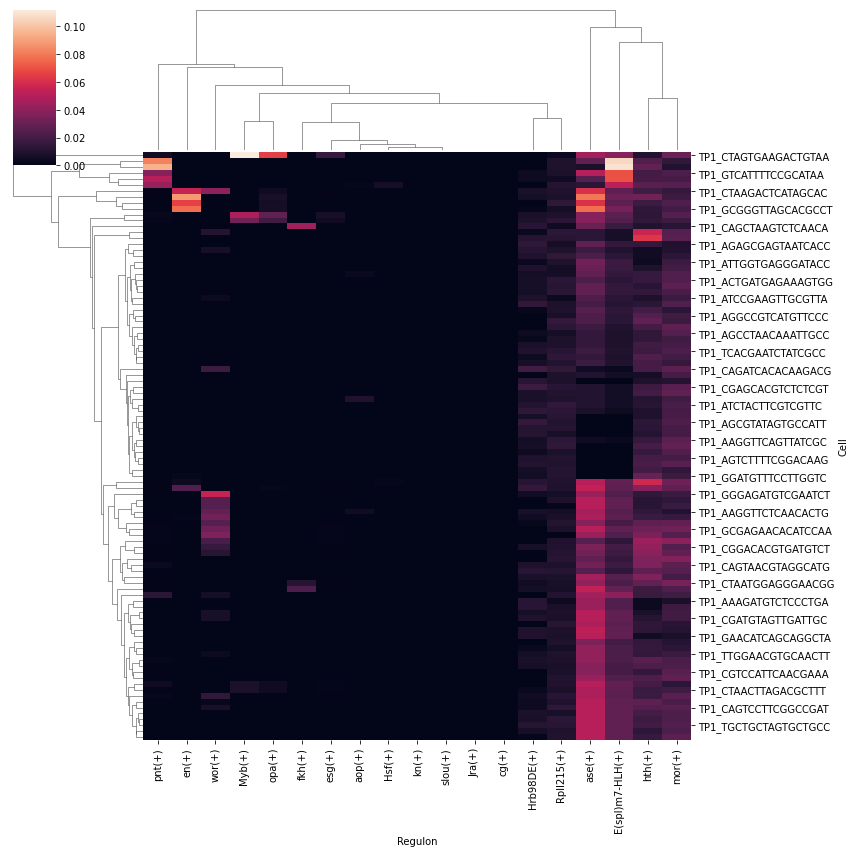 0.10
0.08
0.06
0.04
0.02
0.00
TP1_CTAGTGAAGACTGTAA
TP1_GTCATTTTCCGCATAA
TP1_CTAAGACTCATAGCAC
TP1_GCGGGTTAGCACGCCT
TP1_CAGCTAAGTCTCAACA
TP1_AGAGCGAGTAATCACC
TP1_ATTGGTGAGGGATACC
TP1_ACTGATGAGAAAGTGG
TP1_ATCCGAAGTTGCGTTA
TP1_AGGCCGTCATGTTCCC
TP1_AGCCTAACAAATTGCC
TP1_TCACGAATCTATCGCC
TP1_CAGATCACACAAGACG
TP1_CGAGCACGTCTCTCGT
TP1_ATCTACTTCGTCGTTC
TP1_AGCGTATAGTGCCATT
TP1_AAGGTTCAGTTATCGC
TP1_AGTCTTTTCGGACAAG
TP1_GGATGTTTCCTTGGTC
TP1_GGGAGATGTCGAATCT
TP1_AAGGTTCTCAACACTG
TP1_GCGAGAACACATCCAA
TP1_CGGACACGTGATGTCT
TP1_CAGTAACGTAGGCATG
TP1_CTAATGGAGGGAACGG
TP1_AAAGATGTCTCCCTGA
TP1_CGATGTAGTTGATTGC
TP1_GAACATCAGCAGGCTA
TP1_TTGGAACGTGCAACTT
TP1_CGTCCATTCAACGAAA
TP1_CTAACTTAGACGCTTT
TP1_CAGTCCTTCGGCCGAT
TP1_TGCTGCTAGTGCTGCC
Cell
pnt(+)
en(+)
wor(+)
Myb(+)
opa(+)
fkh(+)
esg(+)
aop(+)
Hsf(+)
kn(+)
slou(+)
Jra(+)
cg(+)
Hrb98DE(+)
RpII215(+)
ase(+)
E(spl)m7-HLH(+)
hth(+)
mor(+)
Regulon